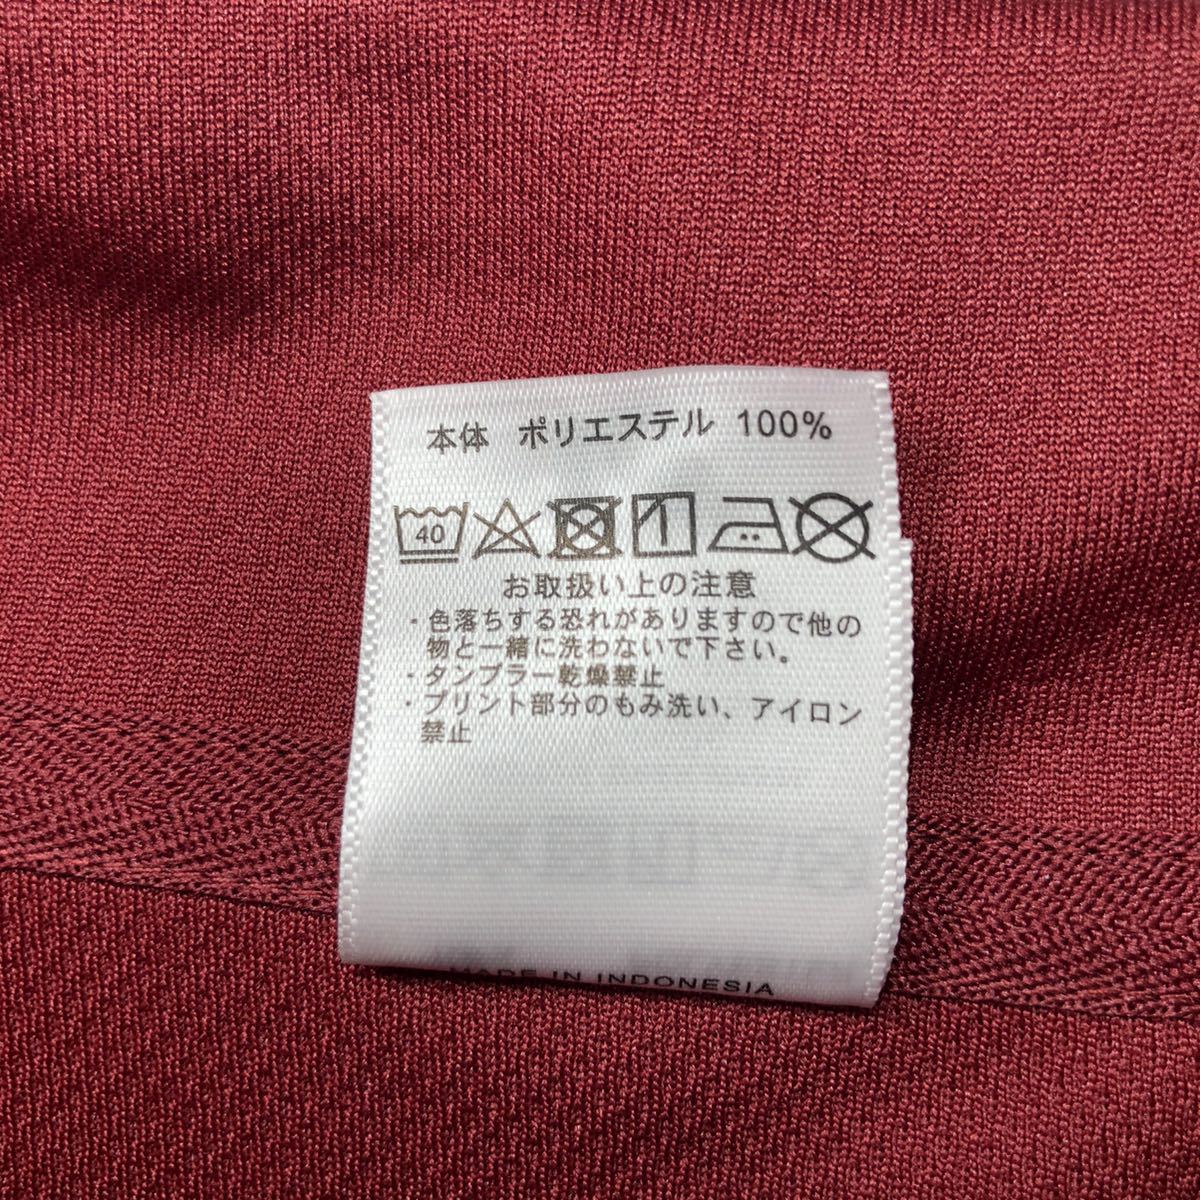 本体 ポリエステル 100%
40
お取扱い上の注意
・色落ちする恐れがありますので他の
物と一緒に洗わないで下さい。
・タンブラー乾燥禁止
・プリント部分のもみ洗い、アイロン
禁止
MADE IN INDONESIA